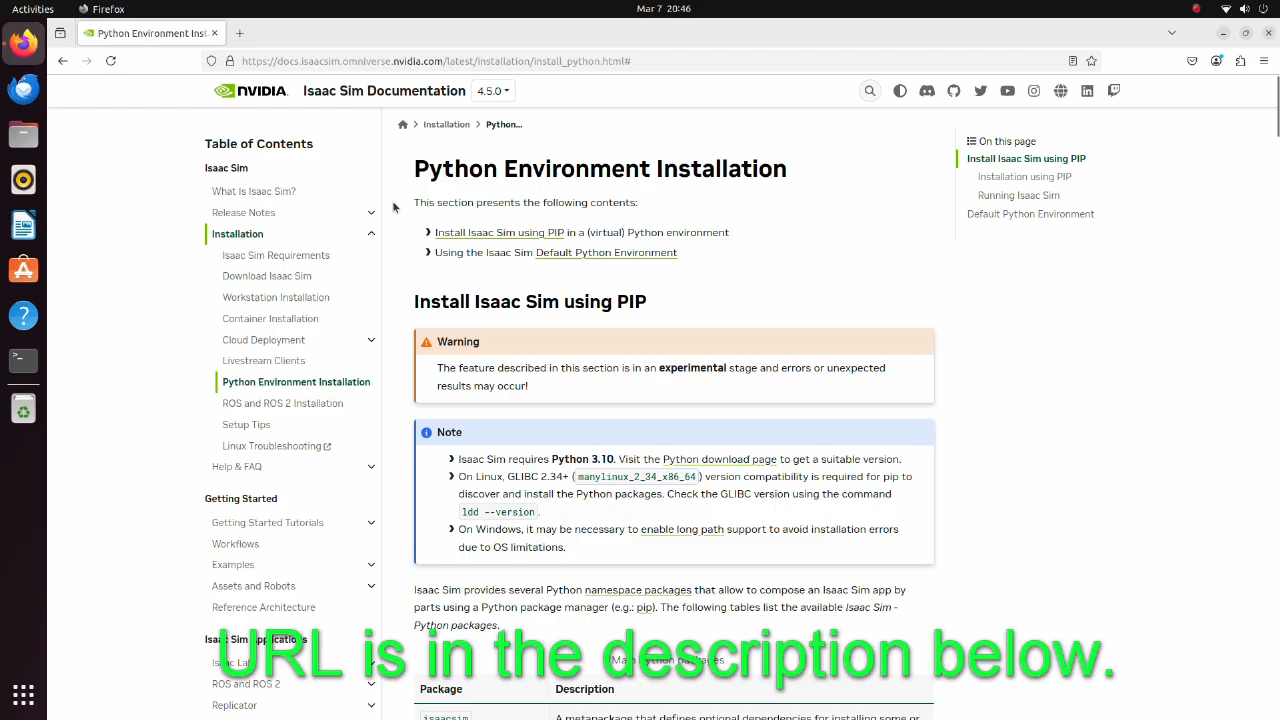 Activities
Firefox
Mar 7 20:46
Python Environment Inst
https://docs.isaacsim.omniverse.nvidia.com/latest/installation/install_python.html#
NVIDIA.
Isaac Sim Documentation
4.5.0
Table of Contents
Isaac Sim
What Is Isaac Sim?
Release Notes
Installation
Isaac Sim Requirements
Download Isaac Sim
Workstation Installation
Container Installation
Cloud Deployment
Livestream Clients
Python Environment Installation
ROS and ROS 2 Installation
Setup Tips
Linux Troubleshooting
Help & FAQ
Getting Started
Getting Started Tutorials
Workflows
Examples
Assets and Robots
Reference Architecture
Isaac Sim Applications
Isaac Lab
ROS and ROS 2
Replicator
Installation
Python...
Python Environment Installation
This section presents the following contents:
Install Isaac Sim using PIP in a (virtual) Python environment
Using the Isaac Sim Default Python Environment
Install Isaac Sim using PIP
Warning
The feature described in this section is in an experimental stage and errors or unexpected
results may occur!
Note
Isaac Sim requires Python 3.10. Visit the Python download page to get a suitable version.
On Linux, GLIBC 2.34+ (manylinux_2_34_x86_64) version compatibility is required for pip to
discover and install the Python packages. Check the GLIBC version using the command
ldd --version.
On Windows, it may be necessary to enable long path support to avoid installation errors
due to OS limitations.
Isaac Sim provides several Python namespace packages that allow to compose an Isaac Sim app by
parts using a Python package manager (e.g.: pip). The following tables list the available Isaac Sim -
Python packages.
Main Python packages
Package
Description
isaacsim
A metapackage that defines optional dependencies for installing some or
On this page
Install Isaac Sim using PIP
Installation using PIP
Running Isaac Sim
Default Python Environment
URL is in the description below.